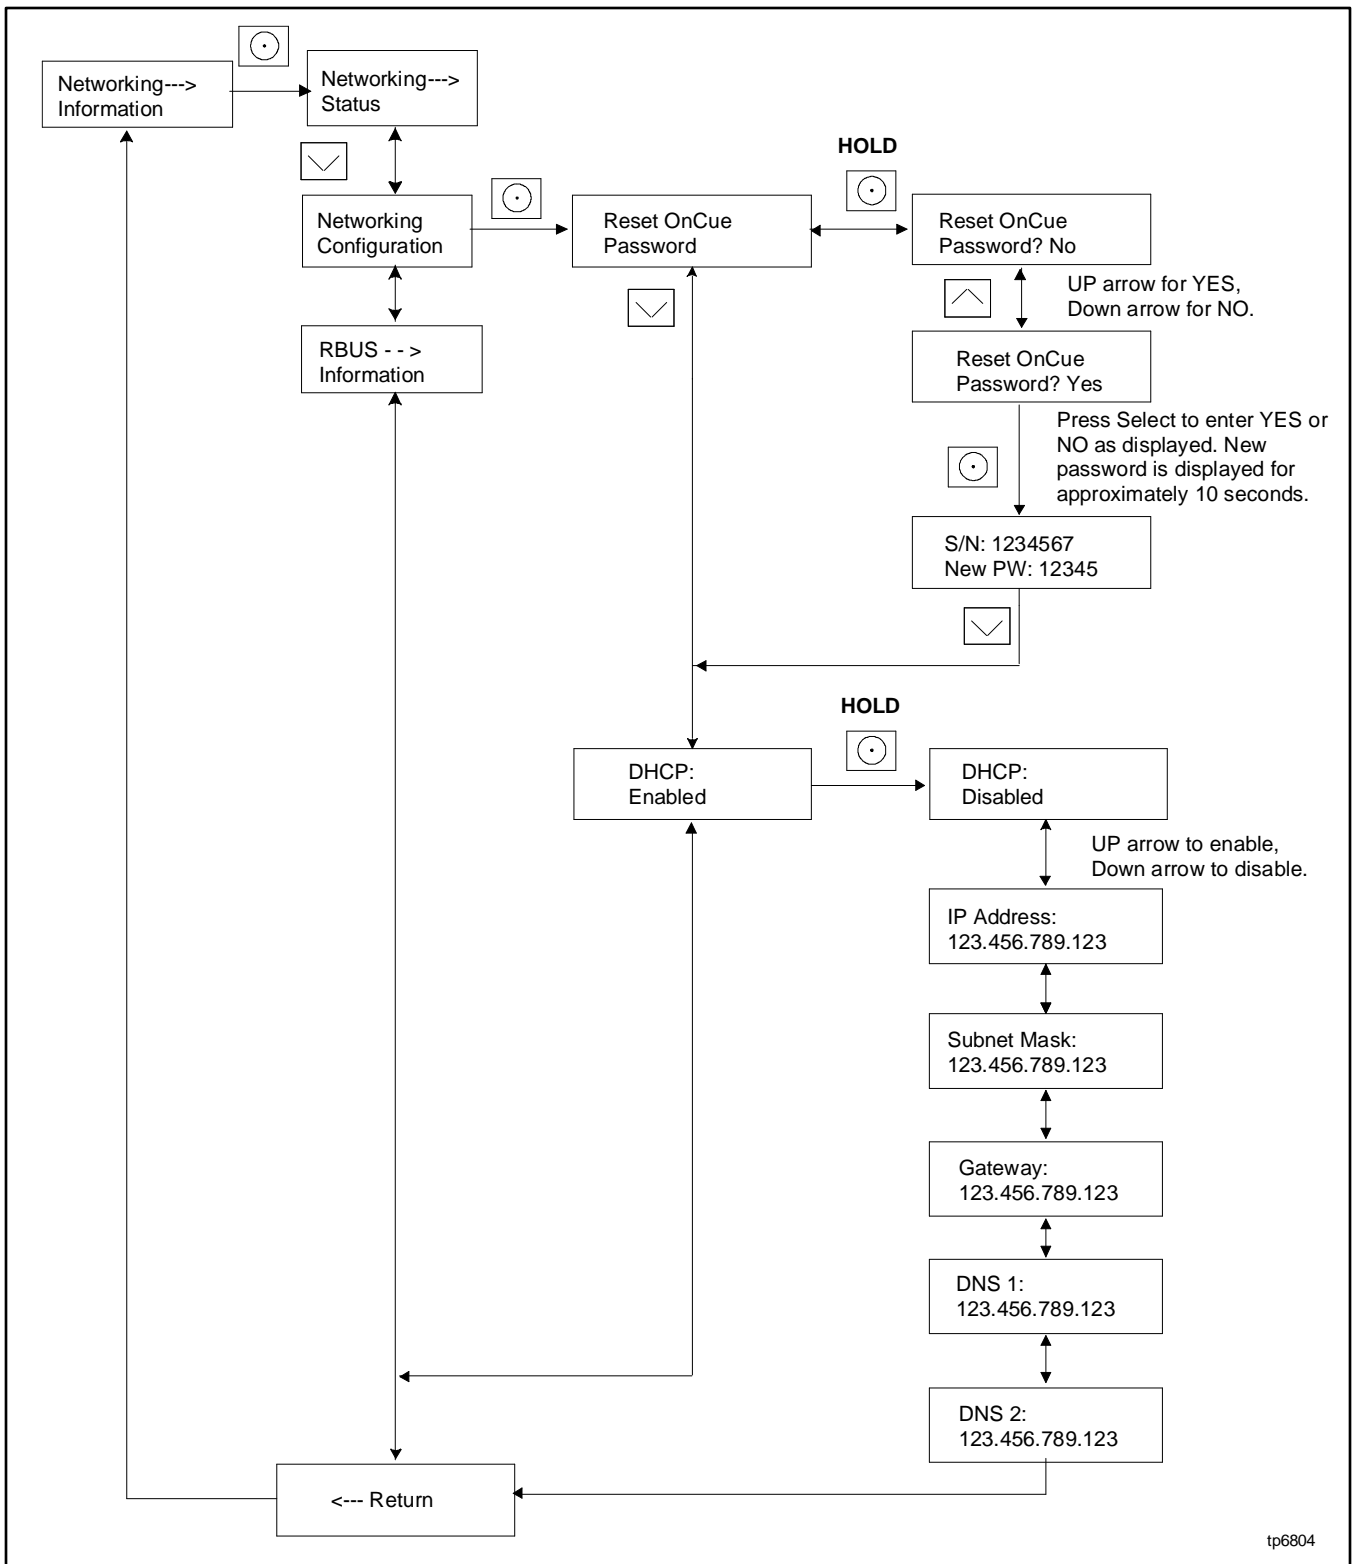 Networking--->
Information
Networking--->
Status
HOLD
Networking
Configuration
Reset OnCue
Password
Reset OnCue
Password? No
UP arrow for YES,
Down arrow for NO.
RBUS - - >
Information
Reset OnCue
Password? Yes
Press Select to enter YES or
NO as displayed. New
password is displayed for
approximately 10 seconds.
S/N: 1234567
New PW: 12345
HOLD
DHCP:
Enabled
DHCP:
Disabled
UP arrow to enable,
Down arrow to disable.
IP Address:
123.456.789.123
Subnet Mask:
123.456.789.123
Gateway:
123.456.789.123
DNS 1:
123.456.789.123
DNS 2:
123.456.789.123
<--- Return
tp6804